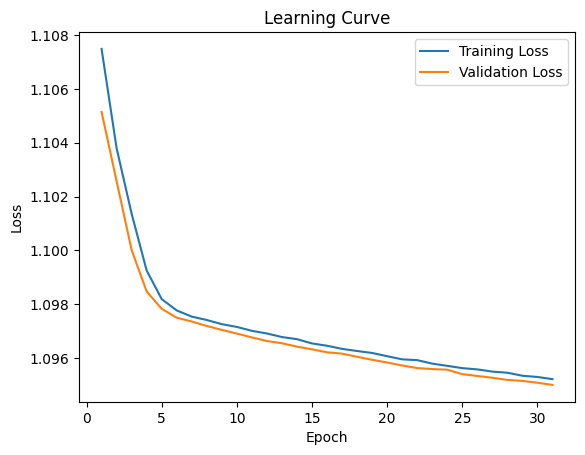 Learning Curve
Training Loss
Validation Loss
1.108
1.106
1.104
1.102
1.100
1.098
1.096
Loss
0 5 10 15 20 25 30
Epoch